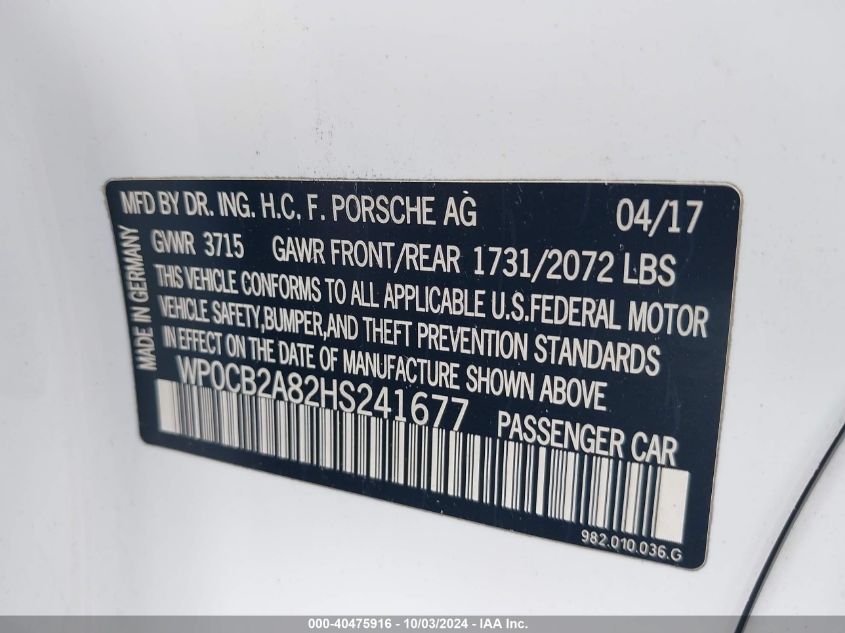 MFD BY DR. ING. H.C. F. PORSCHE AG 04/17
GVWR 3715 GAWR FRONT/REAR 1731/2072 LBS
THIS VEHICLE CONFORMS TO ALL APPLICABLE U.S.FEDERAL MOTOR
VEHICLE SAFETY,BUMPER,AND THEFT PREVENTION STANDARDS
IN EFFECT ON THE DATE OF MANUFACTURE SHOWN ABOVE
MADE IN GERMANY
WP0CB2A82HS241677 PASSENGER CAR
982.010.036.G
000-40475916 - 10/03/2024 - IAA Inc.